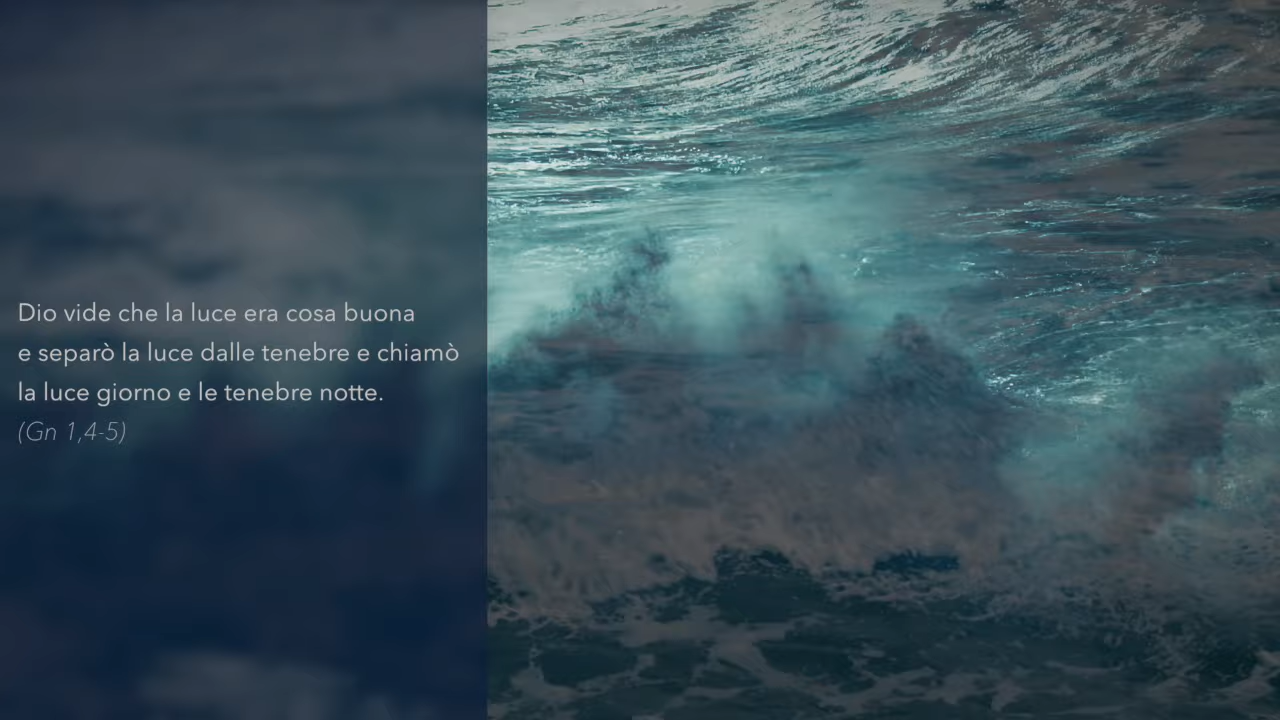 Dio vide che la luce era cosa buona
e separò la luce dalle tenebre e chiamò
la luce giorno e le tenebre notte.
(Gn 1,4-5)